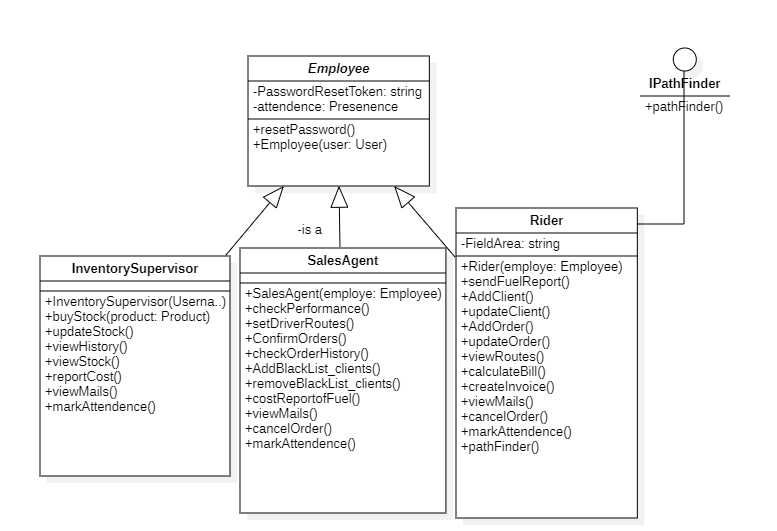 Employee
-PasswordResetToken: string
-attendence: Presenence
+resetPassword()
+Employee(user: User)
IPathFinder
+pathFinder()
-is a
InventorySupervisor
+InventorySupervisor(Userna..)
+buyStock(product: Product)
+updateStock()
+viewHistory()
+viewStock()
+reportCost()
+viewMails()
+markAttendence()
SalesAgent
+SalesAgent(employe: Employee)
+checkPerformance()
+setDriverRoutes()
+ConfirmOrders()
+checkOrderHistory()
+AddBlackList_clients()
+removeBlackList_clients()
+costReportofFuel()
+viewMails()
+cancelOrder()
+markAttendence()
Rider
-FieldArea: string
+Rider(employe: Employee)
+sendFuelReport()
+AddClient()
+updateClient()
+AddOrder()
+updateOrder()
+viewRoutes()
+calculateBill()
+createInvoice()
+viewMails()
+cancelOrder()
+markAttendence()
+pathFinder()